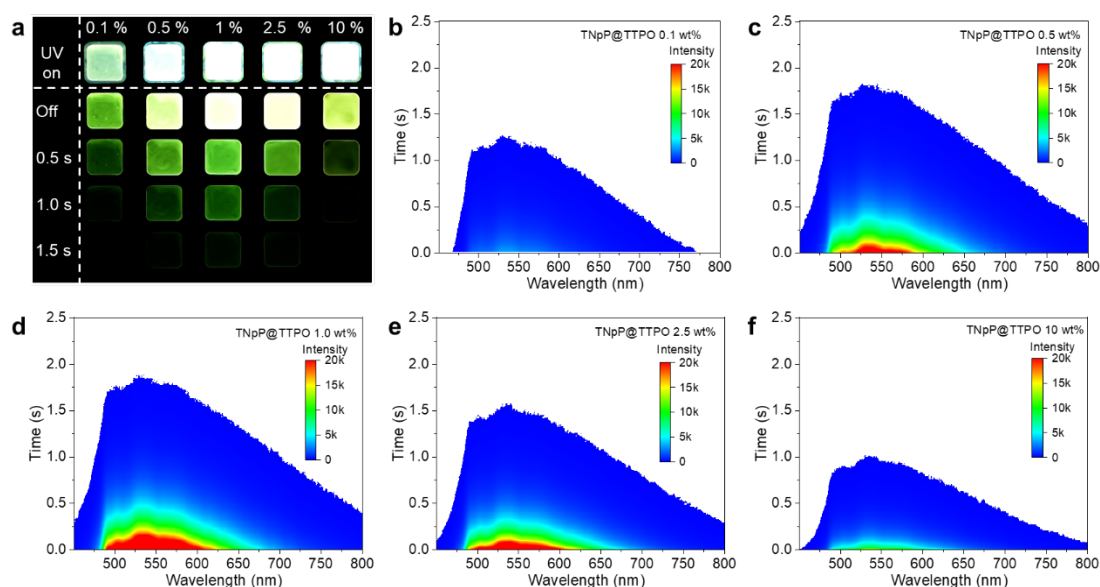 a
0.1 % 0.5 % 1 % 2.5 % 10 %
UV
on
Off
0.5 s
1.0 s
1.5 s
b
TNpP@TTPO 0.1 wt%
Intensity
20k
15k
10k
5k
0
2.5
2.0
1.5
1.0
0.5
0.0
Time (s)
500 550 600 650 700 750 800
Wavelength (nm)
c
TNpP@TTPO 0.5 wt%
Intensity
20k
15k
10k
5k
0
2.5
2.0
1.5
1.0
0.5
0.0
Time (s)
500 550 600 650 700 750 800
Wavelength (nm)
d
TNpP@TTPO 1.0 wt%
Intensity
20k
15k
10k
5k
0
2.5
2.0
1.5
1.0
0.5
0.0
Time (s)
500 550 600 650 700 750 800
Wavelength (nm)
e
TNpP@TTPO 2.5 wt%
Intensity
20k
15k
10k
5k
0
2.5
2.0
1.5
1.0
0.5
0.0
Time (s)
500 550 600 650 700 750 800
Wavelength (nm)
f
TNpP@TTPO 10 wt%
Intensity
20k
15k
10k
5k
0
2.5
2.0
1.5
1.0
0.5
0.0
Time (s)
500 550 600 650 700 750 800
Wavelength (nm)